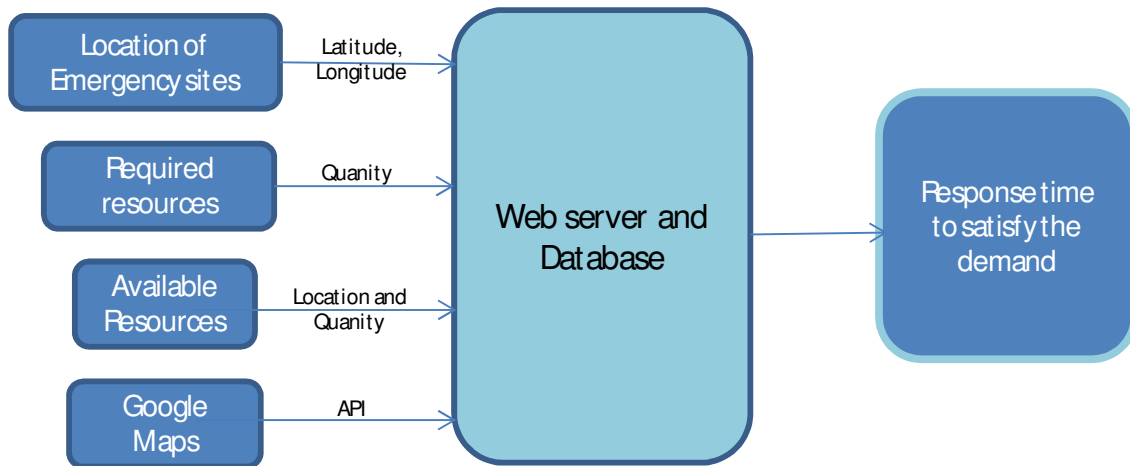 Location of
Emergency sites
Latitude,
Longitude
Required
resources
Quanity
Available
Resources
Location and
Quanity
Google
Maps
API
Web server and
Database
Response time
to satisfy the
demand